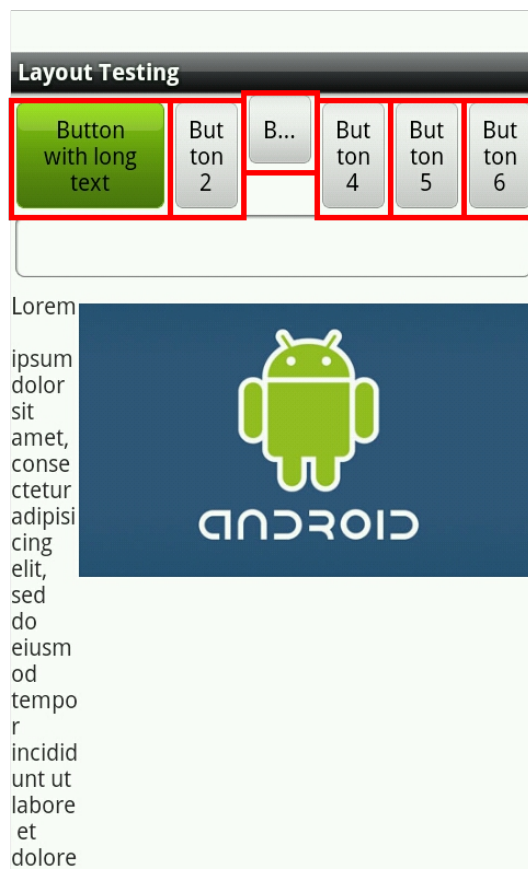 Layout Testing
Button
with long
text
But
ton
2
B...
But
ton
4
But
ton
5
But
ton
6
Lorem
ipsum
dolor
sit
amet,
conse
ctetur
adipisi
cing
elit,
sed
do
eiusm
od
tempo
r
incidid
unt ut
labore
et
dolore
ANDROID